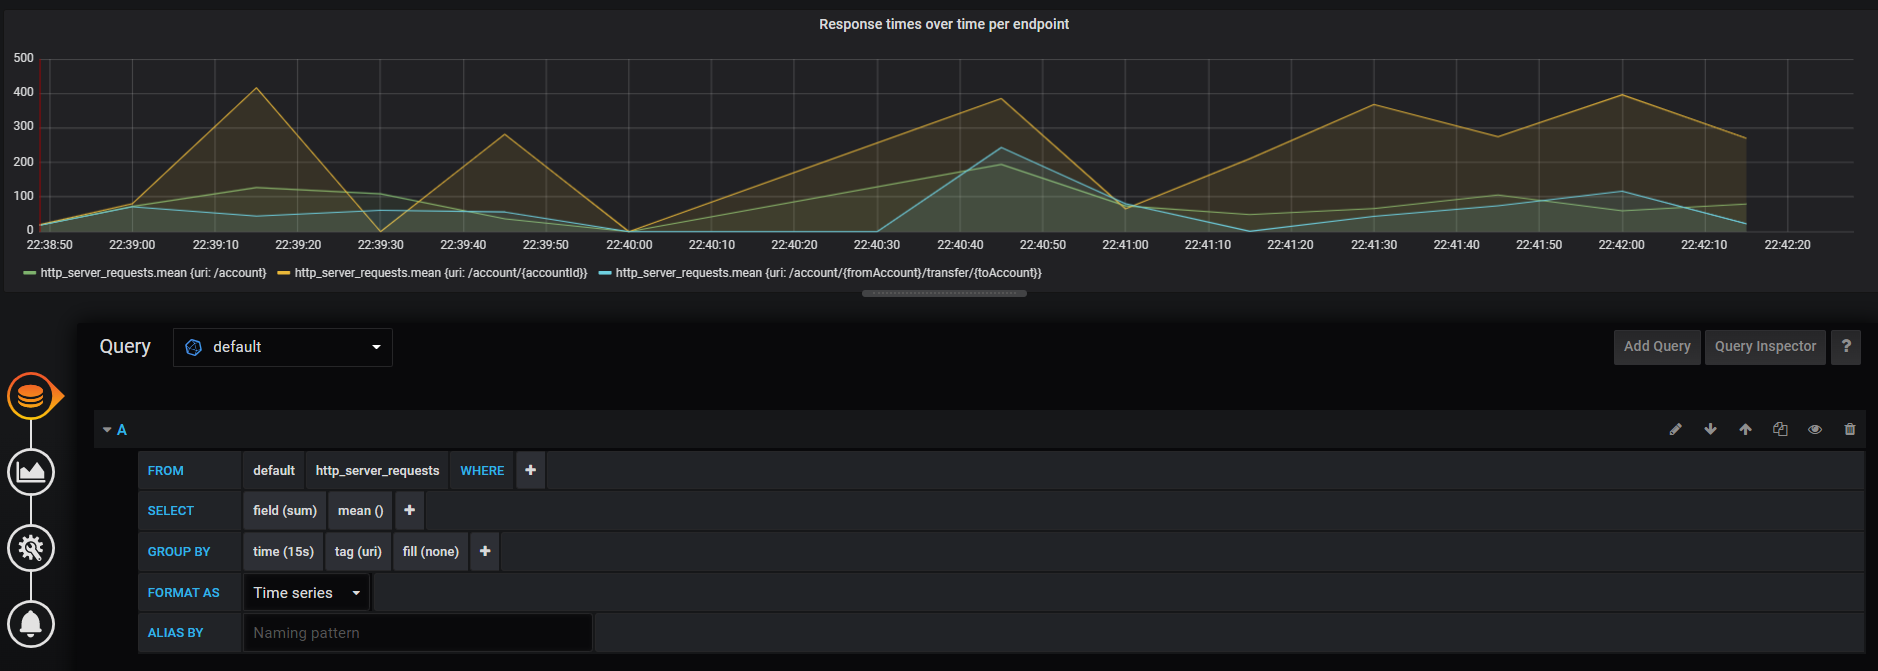 Response times over time per endpoint
500
400
300
200
100
0
22:38:50 22:39:00 22:39:10 22:39:20 22:39:30 22:39:40 22:39:50 22:40:00 22:40:10 22:40:20 22:40:30 22:40:40 22:40:50 22:41:00 22:41:10 22:41:20 22:41:30 22:41:40 22:41:50 22:42:00 22:42:10 22:42:20
http_server_requests.mean {uri: /account} http_server_requests.mean {uri: /account/{accountId}} http_server_requests.mean {uri: /account/{fromAccount}/transfer/{toAccount}}
Query default Add Query Query Inspector ?
A
FROM default http_server_requests WHERE +
SELECT field (sum) mean () +
GROUP BY time (15s) tag (uri) fill (none) +
FORMAT AS Time series
ALIAS BY Naming pattern